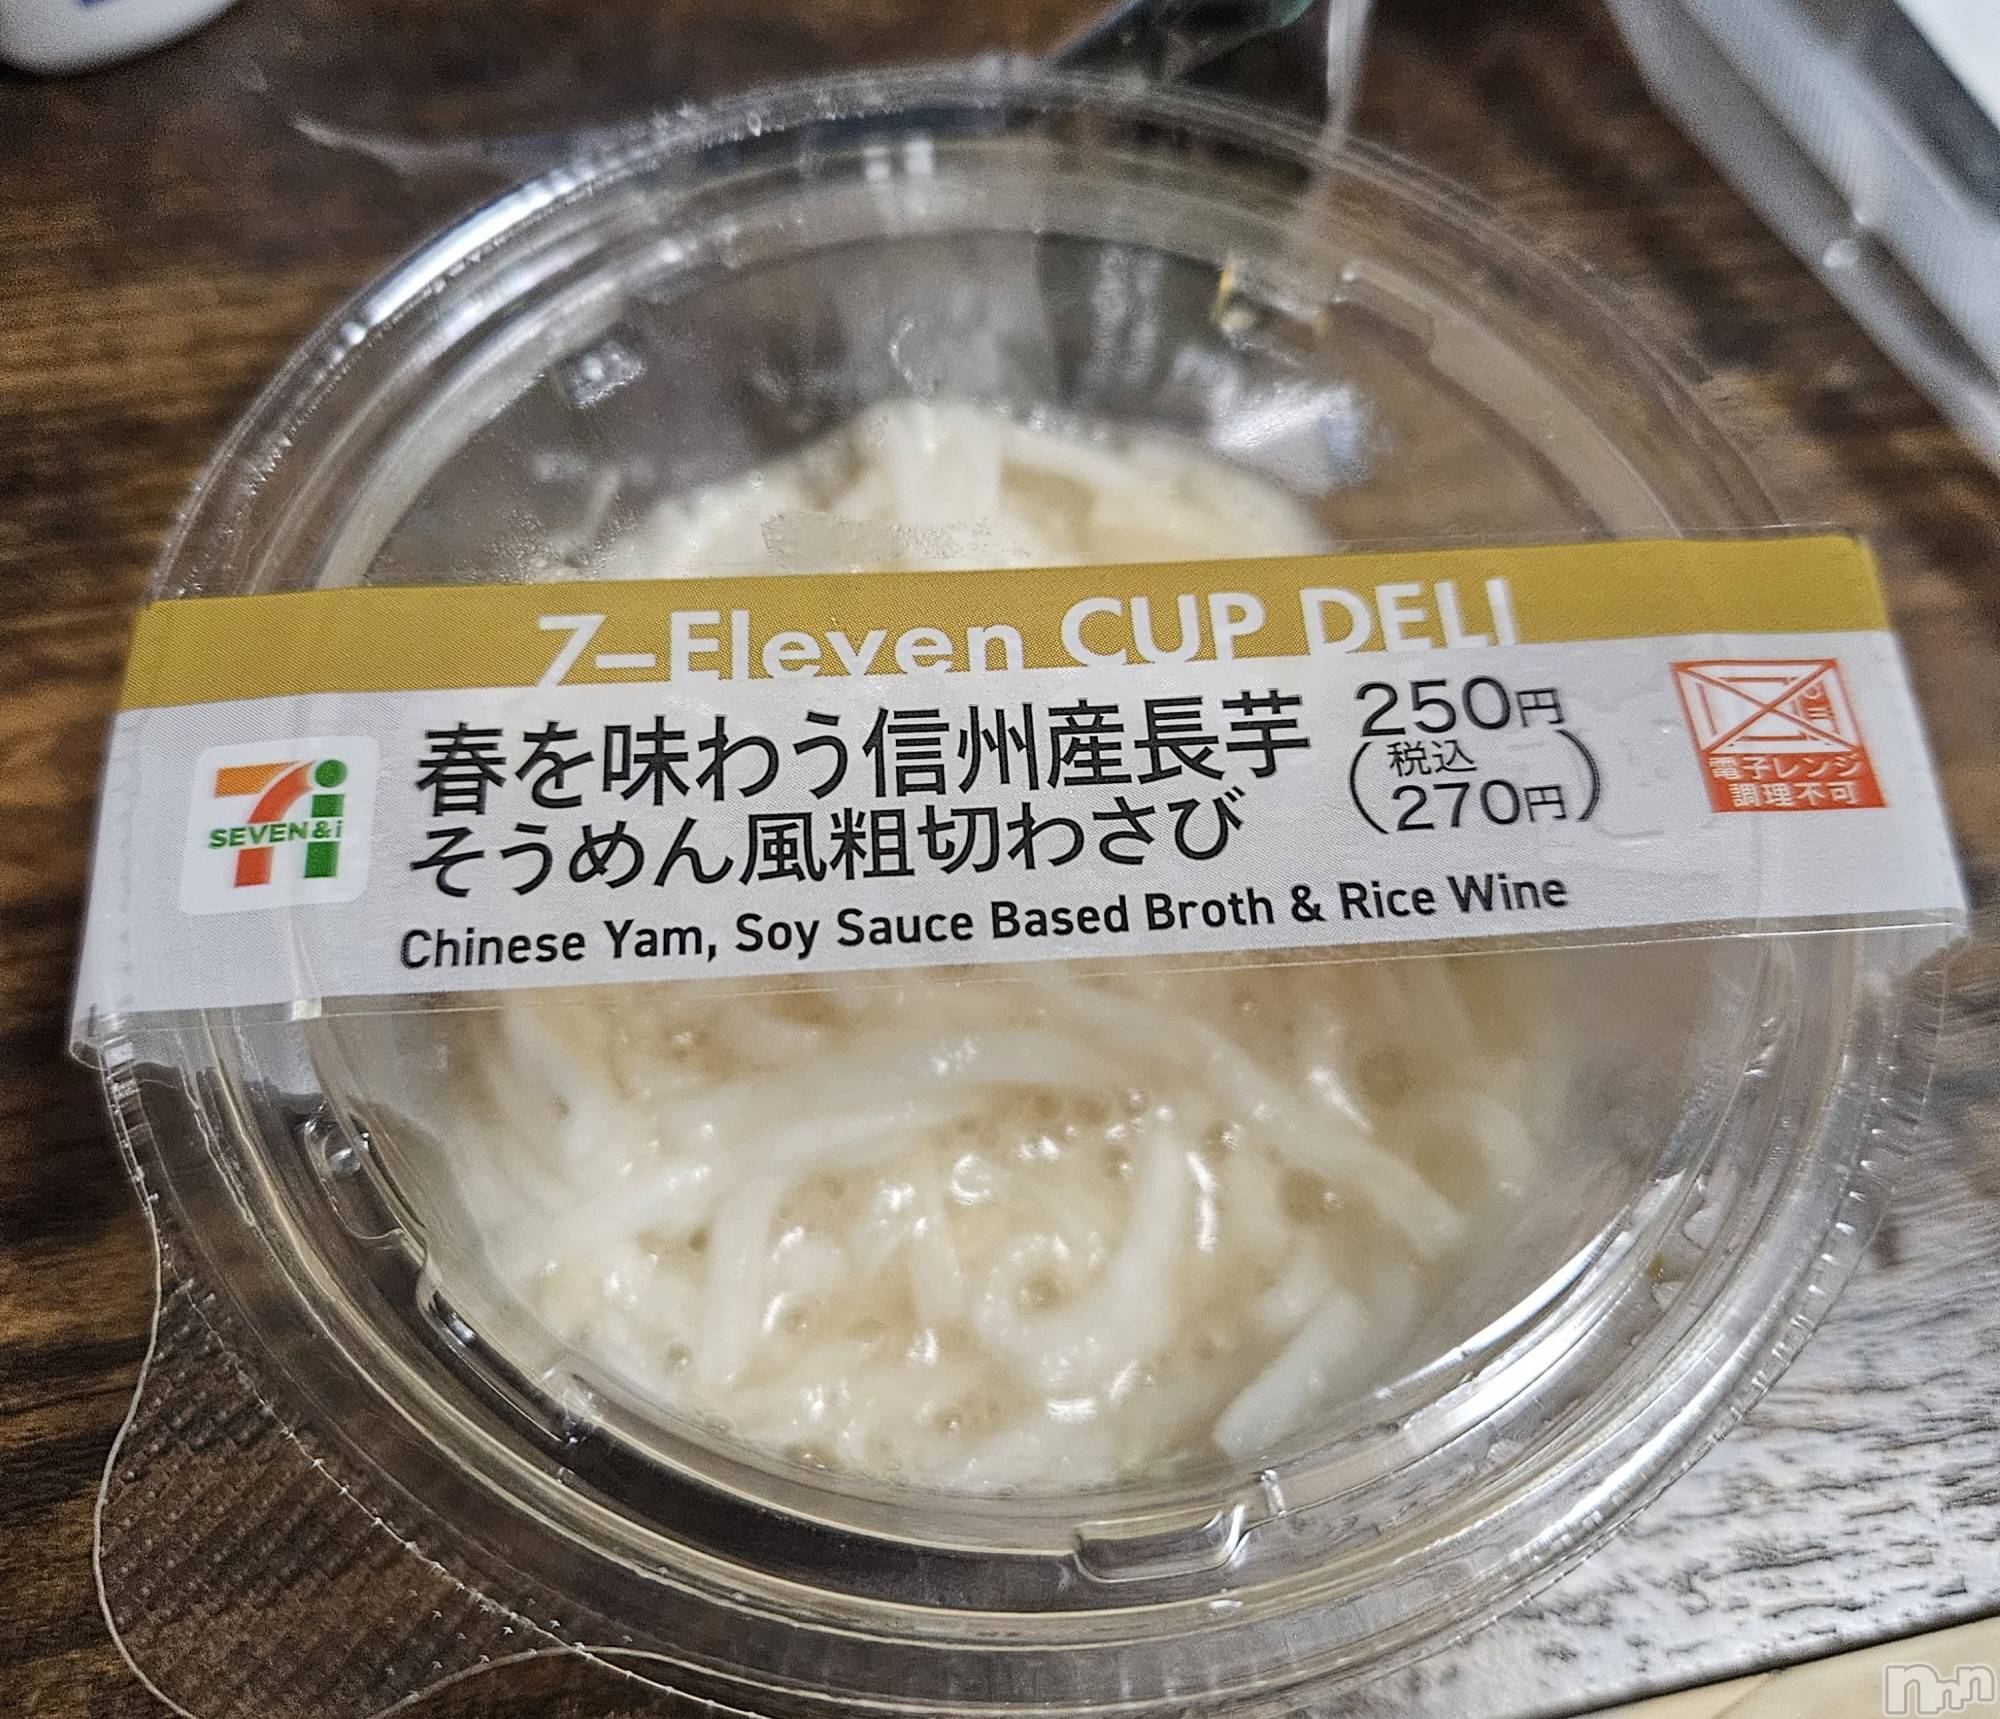 7-Eleven CUP DELI
春を味わう信州産長芋
そうめん風粗切わさび
250円
(税込
270円)
電子レンジ
調理不可
SEVEN&i
Chinese Yam, Soy Sauce Based Broth & Rice Wine
nnn